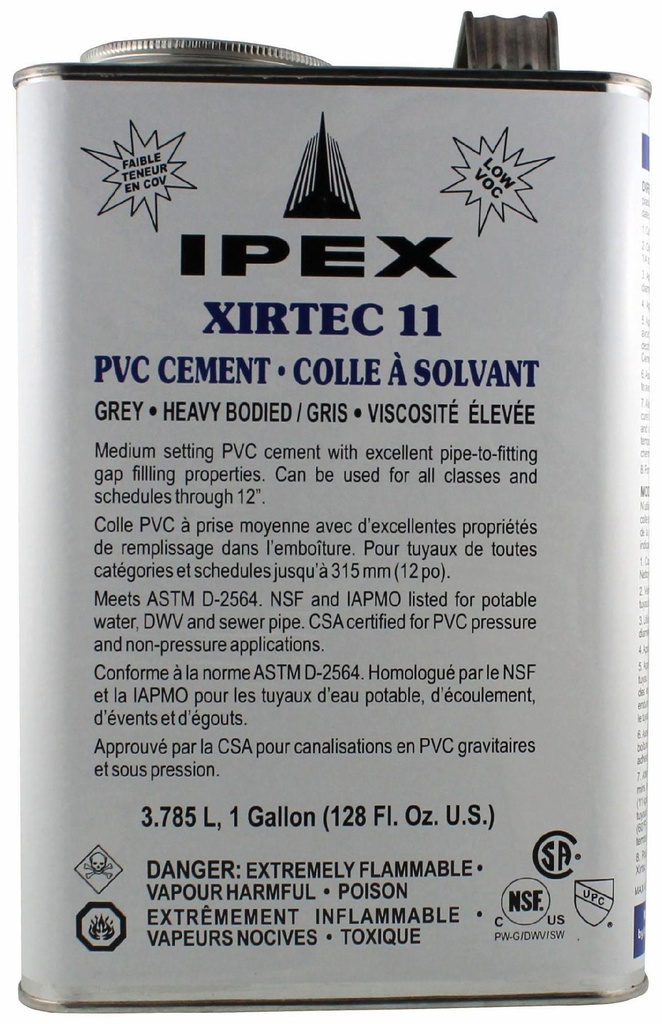 FAIBLE
TENEUR
EN COV
LOW
VOC
IPEX
XIRTEC 11
PVC CEMENT • COLLE À SOLVANT
GREY • HEAVY BODIED / GRIS • VISCOSITÉ ÉLEVÉE
Medium setting PVC cement with excellent pipe-to-fitting
gap fillling properties. Can be used for all classes and
schedules through 12".
Colle PVC à prise moyenne avec d'excellentes propriétés
de remplissage dans l'emboîture. Pour tuyaux de toutes
catégories et schedules jusqu'à 315 mm (12 po).
Meets ASTM D-2564. NSF and IAPMO listed for potable
water, DWV and sewer pipe. CSA certified for PVC pressure
and non-pressure applications.
Conforme à la norme ASTM D-2564. Homologué par le NSF
et la IAPMO pour les tuyaux d'eau potable, d'écoulement,
d'évents et d'égouts.
Approuvé par la CSA pour canalisations en PVC gravitaires
et sous pression.
3.785 L, 1 Gallon (128 Fl. Oz. U.S.)
DANGER: EXTREMELY FLAMMABLE •
VAPOUR HARMFUL • POISON
EXTRÊMEMENT INFLAMMABLE •
VAPEURS NOCIVES • TOXIQUE
SA
NSF.
C US
PW-G/DWV/SW
UPC